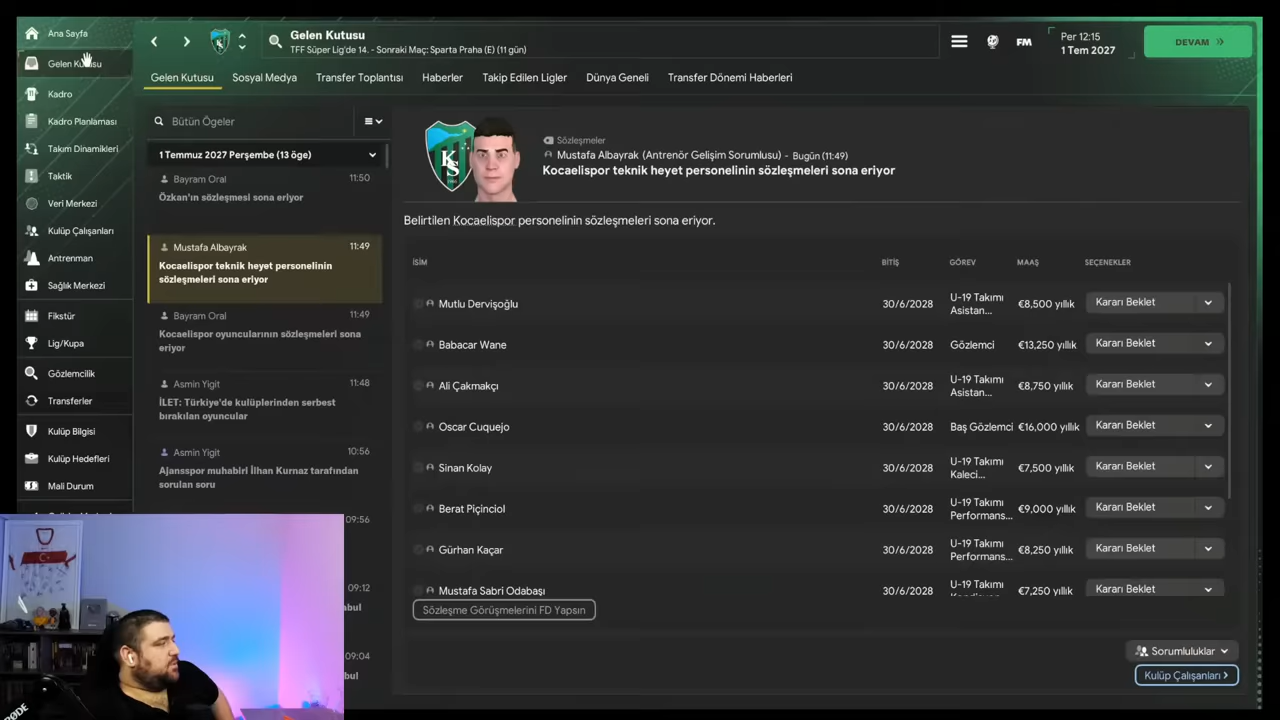 Ana Sayfa
Gelen Kutusu
Kadro
Kadro Planlaması
Takım Dinamikleri
Taktik
Veri Merkezi
Kulüp Çalışanları
Antrenman
Sağlık Merkezi
Fikstür
Lig/Kupa
Gözlemcilik
Transferler
Kulüp Bilgisi
Kulüp Hedefleri
Mali Durum
Gelen Kutusu
TFF Süper Lig'de 14. - Sonraki Maç: Sparta Praha (E) (11 gün)
FM
Per 12:15
1 Tem 2027
DEVAM
Gelen Kutusu
Sosyal Medya
Transfer Toplantısı
Haberler
Takip Edilen Ligler
Dünya Geneli
Transfer Dönemi Haberleri
Bütün Ögeler
1 Temmuz 2027 Perşembe (13 öge)
Bayram Oral 11:50
Özkan'ın sözleşmesi sona eriyor
Mustafa Albayrak 11:49
Kocaelispor teknik heyet personelinin
sözleşmeleri sona eriyor
Bayram Oral 11:49
Kocaelispor oyuncularının sözleşmeleri sona
eriyor
Asmin Yigit 11:48
İLET: Türkiye'de kulüplerinden serbest
bırakılan oyuncular
Asmin Yigit 10:56
Ajansspor muhabiri İlhan Kurnaz tarafından
sorulan soru
09:56
09:12
bul
09:04
bul
KS
Sözleşmeler
Mustafa Albayrak (Antrenör Gelişim Sorumlusu) - Bugün (11:49)
Kocaelispor teknik heyet personelinin sözleşmeleri sona eriyor
Belirtilen Kocaelispor personelinin sözleşmeleri sona eriyor.
İSİM BİTİŞ GÖREV MAAŞ SEÇENEKLER
Mutlu Dervişoğlu 30/6/2028 U-19 Takımı Asistan... €8,500 yıllık Kararı Beklet
Babacar Wane 30/6/2028 Gözlemci €13,250 yıllık Kararı Beklet
Ali Çakmakçı 30/6/2028 U-19 Takımı Asistan... €8,750 yıllık Kararı Beklet
Oscar Cuquejo 30/6/2028 Baş Gözlemci €16,000 yıllık Kararı Beklet
Sinan Kolay 30/6/2028 U-19 Takımı Kaleci... €7,500 yıllık Kararı Beklet
Berat Piçinciol 30/6/2028 U-19 Takımı Performans... €9,000 yıllık Kararı Beklet
Gürhan Kaçar 30/6/2028 U-19 Takımı Performans... €8,250 yıllık Kararı Beklet
Mustafa Sabri Odabaşı 30/6/2028 U-19 Takımı €7,250 yıllık Kararı Beklet
Sözleşme Görüşmelerini FD Yapsın
Sorumluluklar
Kulüp Çalışanları
RØDE